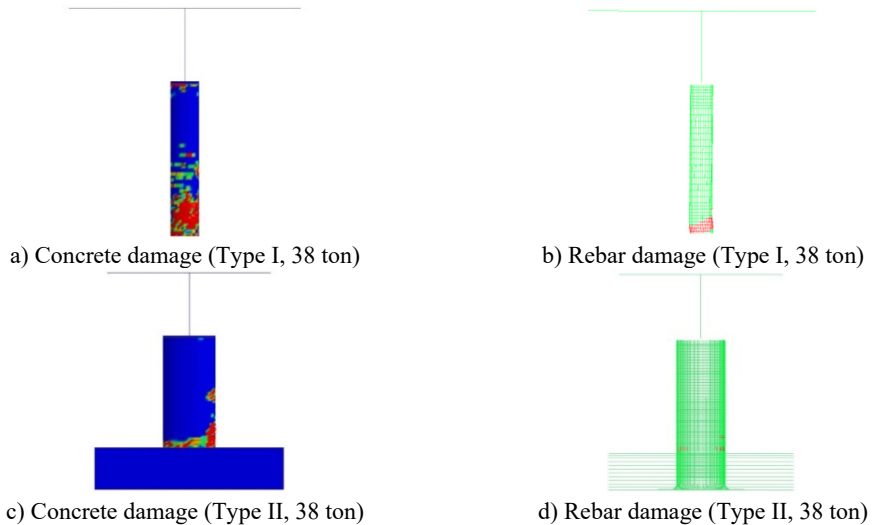 a) Concrete damage (Type I, 38 ton)
b) Rebar damage (Type I, 38 ton)
c) Concrete damage (Type II, 38 ton)
d) Rebar damage (Type II, 38 ton)